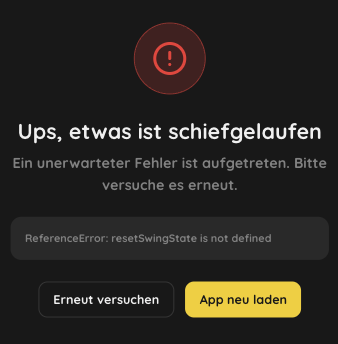 Ups, etwas ist schiefgelaufen
Ein unerwarteter Fehler ist aufgetreten. Bitte
versuche es erneut.
ReferenceError: resetSwingState is not defined
Erneut versuchen
App neu laden